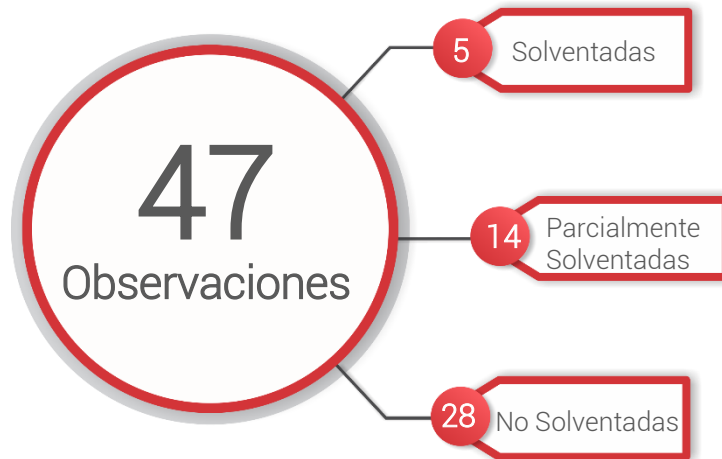 47
Observaciones
5
Solventadas
14
Parcialmente
Solventadas
28
No Solventadas